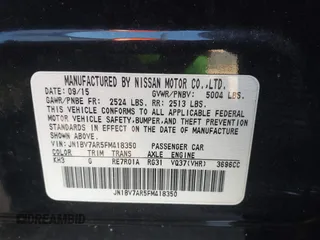 MANUFACTURED BY NISSAN MOTOR CO.,LTD.
DATE: 09/15 GVWR/PNBV: 5004 LBS.
GAWR/PNBE FR: 2524 LBS: RR: 2513 LBS.
THIS VEHICLE CONFORMS TO ALL APPLICABLE FEDERAL
MOTOR VEHICLE SAFETY, BUMPER, AND THEFT PREVENTION
STANDARDS IN EFFECT ON THE DATE OF MANUFACTURE
SHOWN ABOVE.
VIN:JN1BV7AR5FM418350 PASSENGER CAR
COLOR TRIM TRANS AXLE ENGINE
KH3 G RE7R01A RG31 VQ37(VHR) 3696CC
DREAMBID